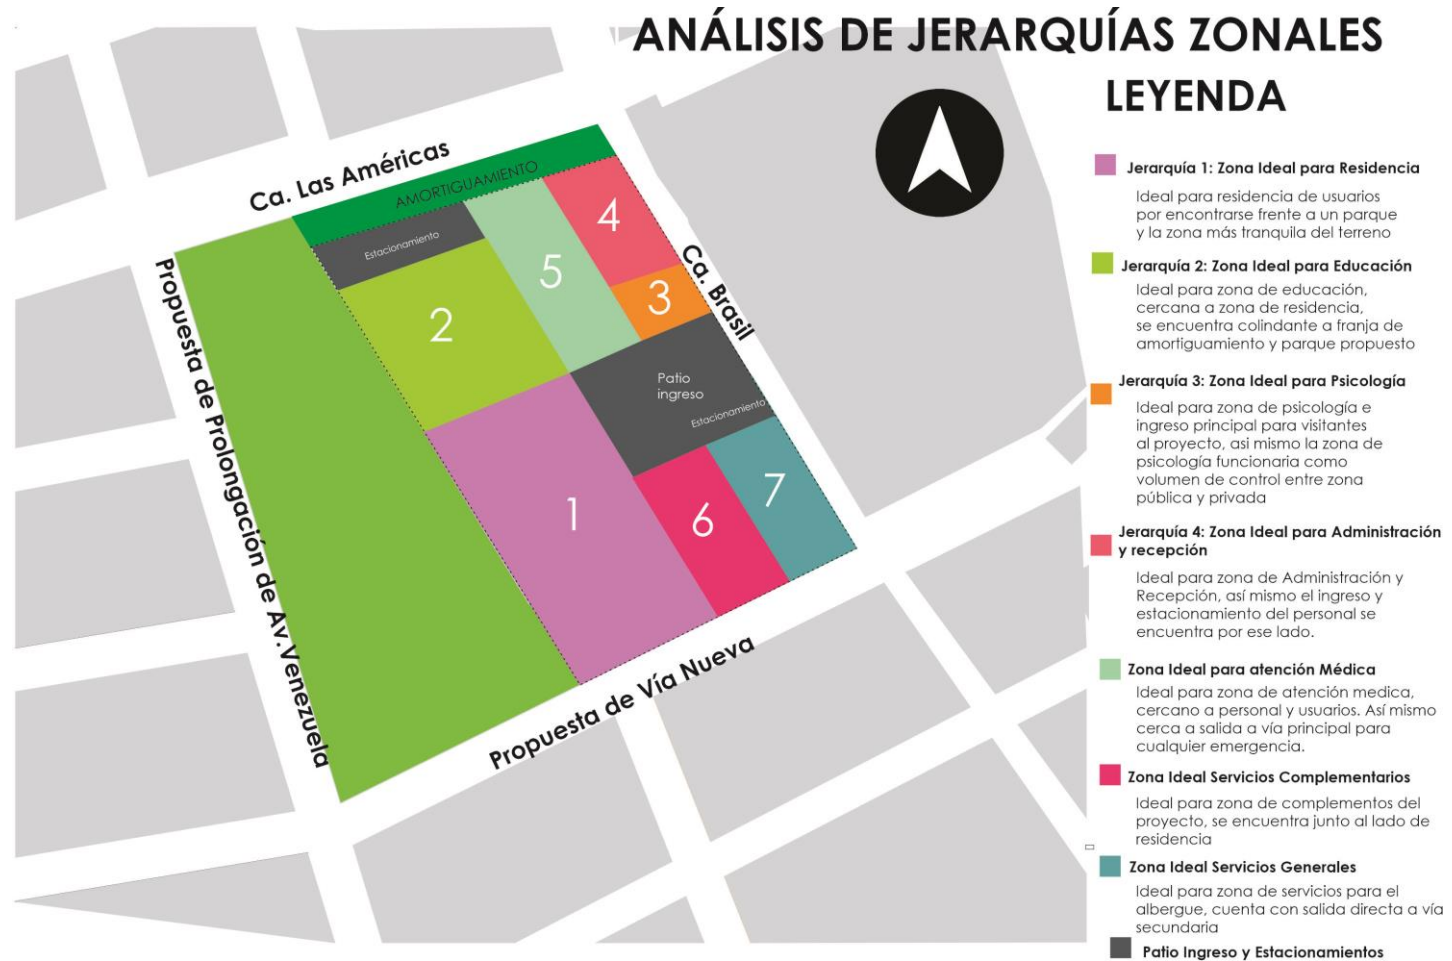 ANÁLISIS DE JERARQUÍAS ZONALES
LEYENDA
Ca. Las Américas
AMORTIGUAMIENTO
Estacionamiento
4
5
3
2
Ca. Brasil
Patio
ingreso
Estacionamiento
1
6
7
Propuesta de Prolongación de Av.Venezuela
Propuesta de Vía Nueva
Jerarquía 1: Zona Ideal para Residencia
Ideal para residencia de usuarios
por encontrarse frente a un parque
y la zona más tranquila del terreno
Jerarquía 2: Zona Ideal para Educación
Ideal para zona de educación,
cercana a zona de residencia,
se encuentra colindante a franja de
amortiguamiento y parque propuesto
Jerarquía 3: Zona Ideal para Psicología
Ideal para zona de psicología e
ingreso principal para visitantes
al proyecto, asi mismo la zona de
psicología funcionaria como
volumen de control entre zona
pública y privada
Jerarquía 4: Zona Ideal para Administración
y recepción
Ideal para zona de Administración y
Recepción, así mismo el ingreso y
estacionamiento del personal se
encuentra por ese lado.
Zona Ideal para atención Médica
Ideal para zona de atención medica,
cercano a personal y usuarios. Así mismo
cerca a salida a vía principal para
cualquier emergencia.
Zona Ideal Servicios Complementarios
Ideal para zona de complementos del
proyecto, se encuentra junto al lado de
residencia
Zona Ideal Servicios Generales
Ideal para zona de servicios para el
albergue, cuenta con salida directa a vía
secundaria
Patio Ingreso y Estacionamientos